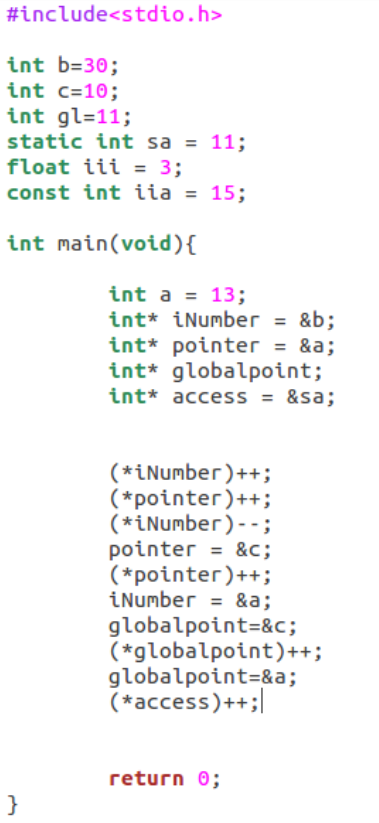 #include<stdio.h>
int b=30;
int c=10;
int gl=11;
static int sa = 11;
float iii = 3;
const int iia = 15;
int main(void){
int a = 13;
int* iNumber = &b;
int* pointer = &a;
int* globalpoint;
int* access = &sa;
(*iNumber)++;
(*pointer)++;
(*iNumber)--;
pointer = &c;
(*pointer)++;
iNumber = &a;
globalpoint=&c;
(*globalpoint)++;
globalpoint=&a;
(*access)++;
return 0;
}